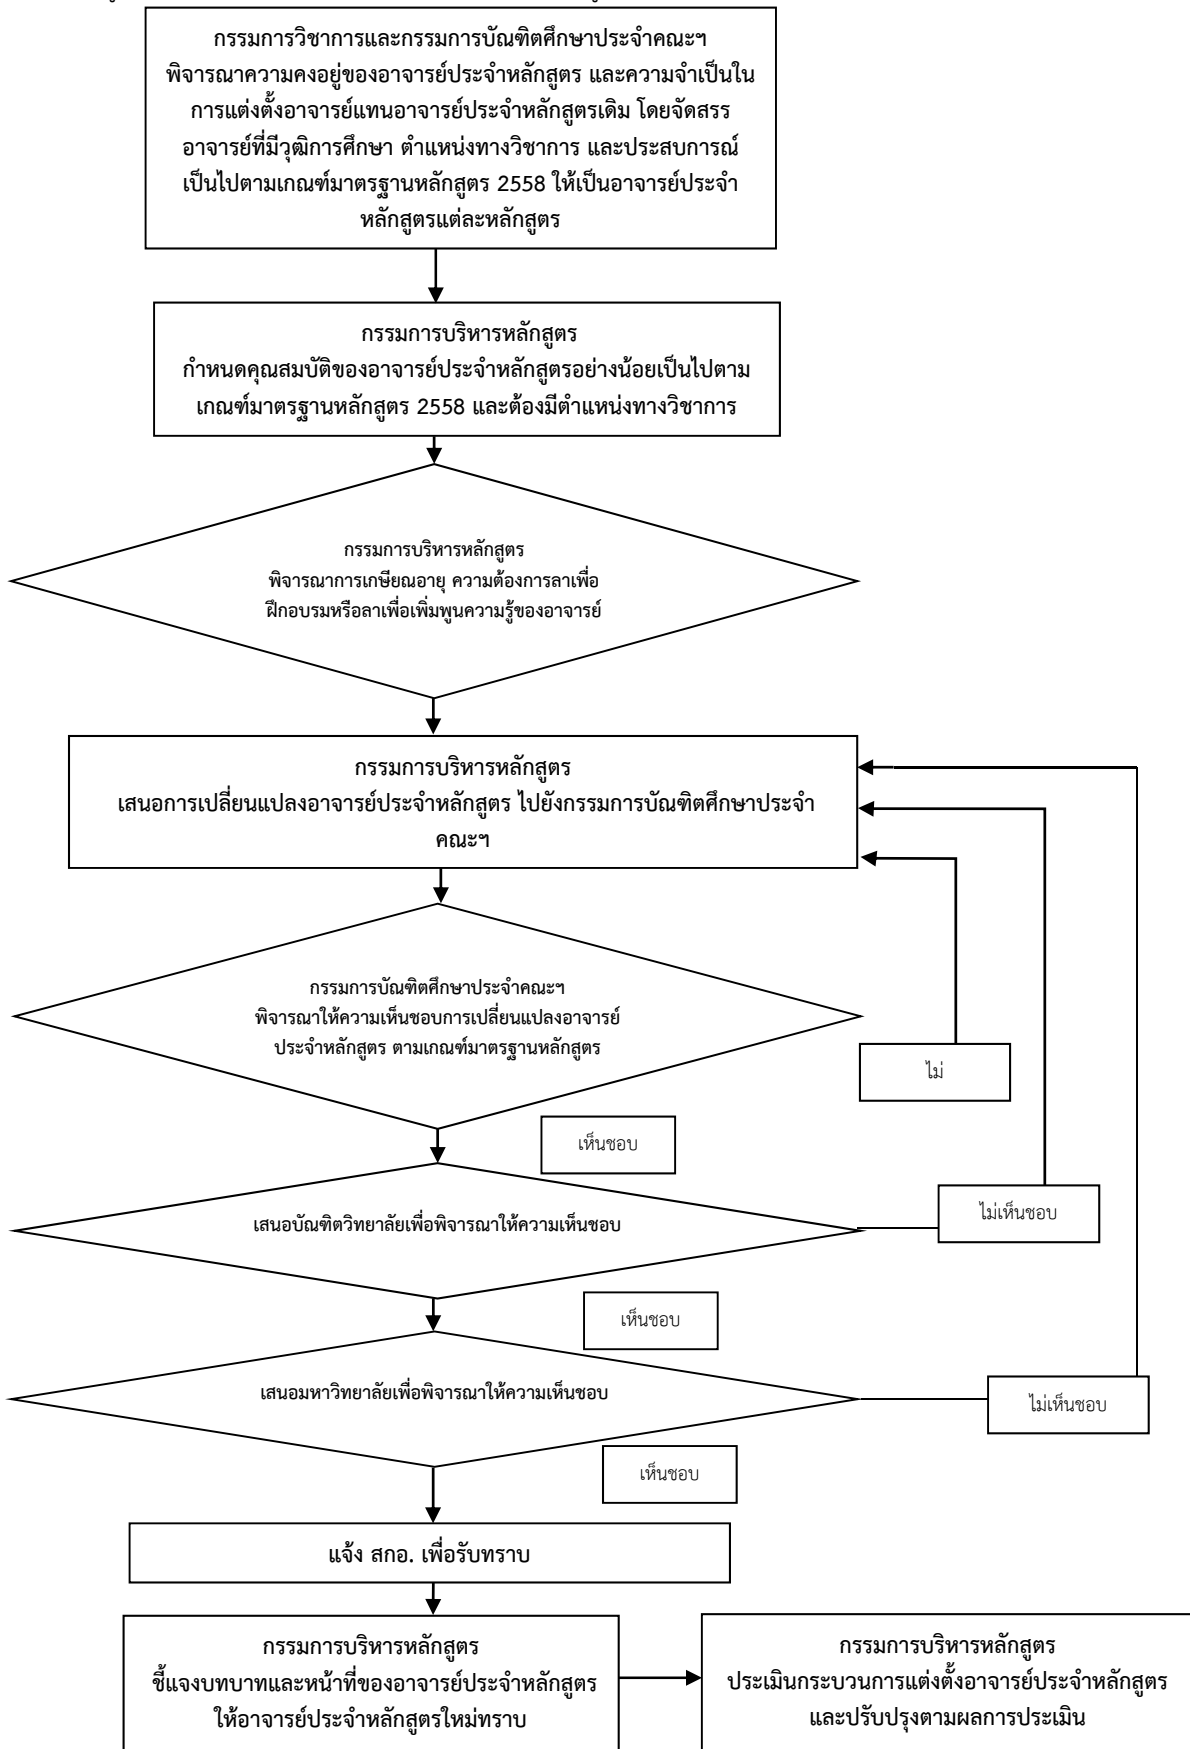 กรรมการวิชาการและกรรมการบัณฑิตศึกษาประจำคณะฯ
พิจารณาความคงอยู่ของอาจารย์ประจำหลักสูตร และความจำเป็นใน
การแต่งตั้งอาจารย์แทนอาจารย์ประจำหลักสูตรเดิม โดยจัดสรร
อาจารย์ที่มีวุฒิการศึกษา ตำแหน่งทางวิชาการ และประสบการณ์
เป็นไปตามเกณฑ์มาตรฐานหลักสูตร 2558 ให้เป็นอาจารย์ประจำ
หลักสูตรแต่ละหลักสูตร
กรรมการบริหารหลักสูตร
กำหนดคุณสมบัติของอาจารย์ประจำหลักสูตรอย่างน้อยเป็นไปตาม
เกณฑ์มาตรฐานหลักสูตร 2558 และต้องมีตำแหน่งทางวิชาการ
กรรมการบริหารหลักสูตร
พิจารณาการเกษียณอายุ ความต้องการลาเพื่อ
ฝึกอบรมหรือลาเพื่อเพิ่มพูนความรู้ของอาจารย์
กรรมการบริหารหลักสูตร
เสนอการเปลี่ยนแปลงอาจารย์ประจำหลักสูตร ไปยังกรรมการบัณฑิตศึกษาประจำ
คณะฯ
กรรมการบัณฑิตศึกษาประจำคณะฯ
พิจารณาให้ความเห็นชอบการเปลี่ยนแปลงอาจารย์
ประจำหลักสูตร ตามเกณฑ์มาตรฐานหลักสูตร
ไม่
เห็นชอบ
เสนอบัณฑิตวิทยาลัยเพื่อพิจารณาให้ความเห็นชอบ
ไม่เห็นชอบ
เห็นชอบ
เสนอมหาวิทยาลัยเพื่อพิจารณาให้ความเห็นชอบ
ไม่เห็นชอบ
เห็นชอบ
แจ้ง สกอ. เพื่อรับทราบ
กรรมการบริหารหลักสูตร
ชี้แจงบทบาทและหน้าที่ของอาจารย์ประจำหลักสูตร
ให้อาจารย์ประจำหลักสูตรใหม่ทราบ
กรรมการบริหารหลักสูตร
ประเมินกระบวนการแต่งตั้งอาจารย์ประจำหลักสูตร
และปรับปรุงตามผลการประเมิน